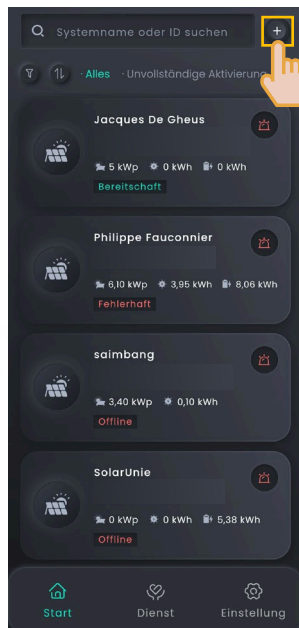 Systemname oder ID suchen
· Alles · Unvollständige Aktivierung
Jacques De Gheus
5 kWp 0 kWh 0 kWh
Bereitschaft
Philippe Fauconnier
6,10 kWp 3,95 kWh 8,06 kWh
Fehlerhaft
saimbang
3,40 kWp 0,10 kWh
Offline
SolarUnie
0 kWp 0 kWh 5,38 kWh
Offline
Start Dienst Einstellung